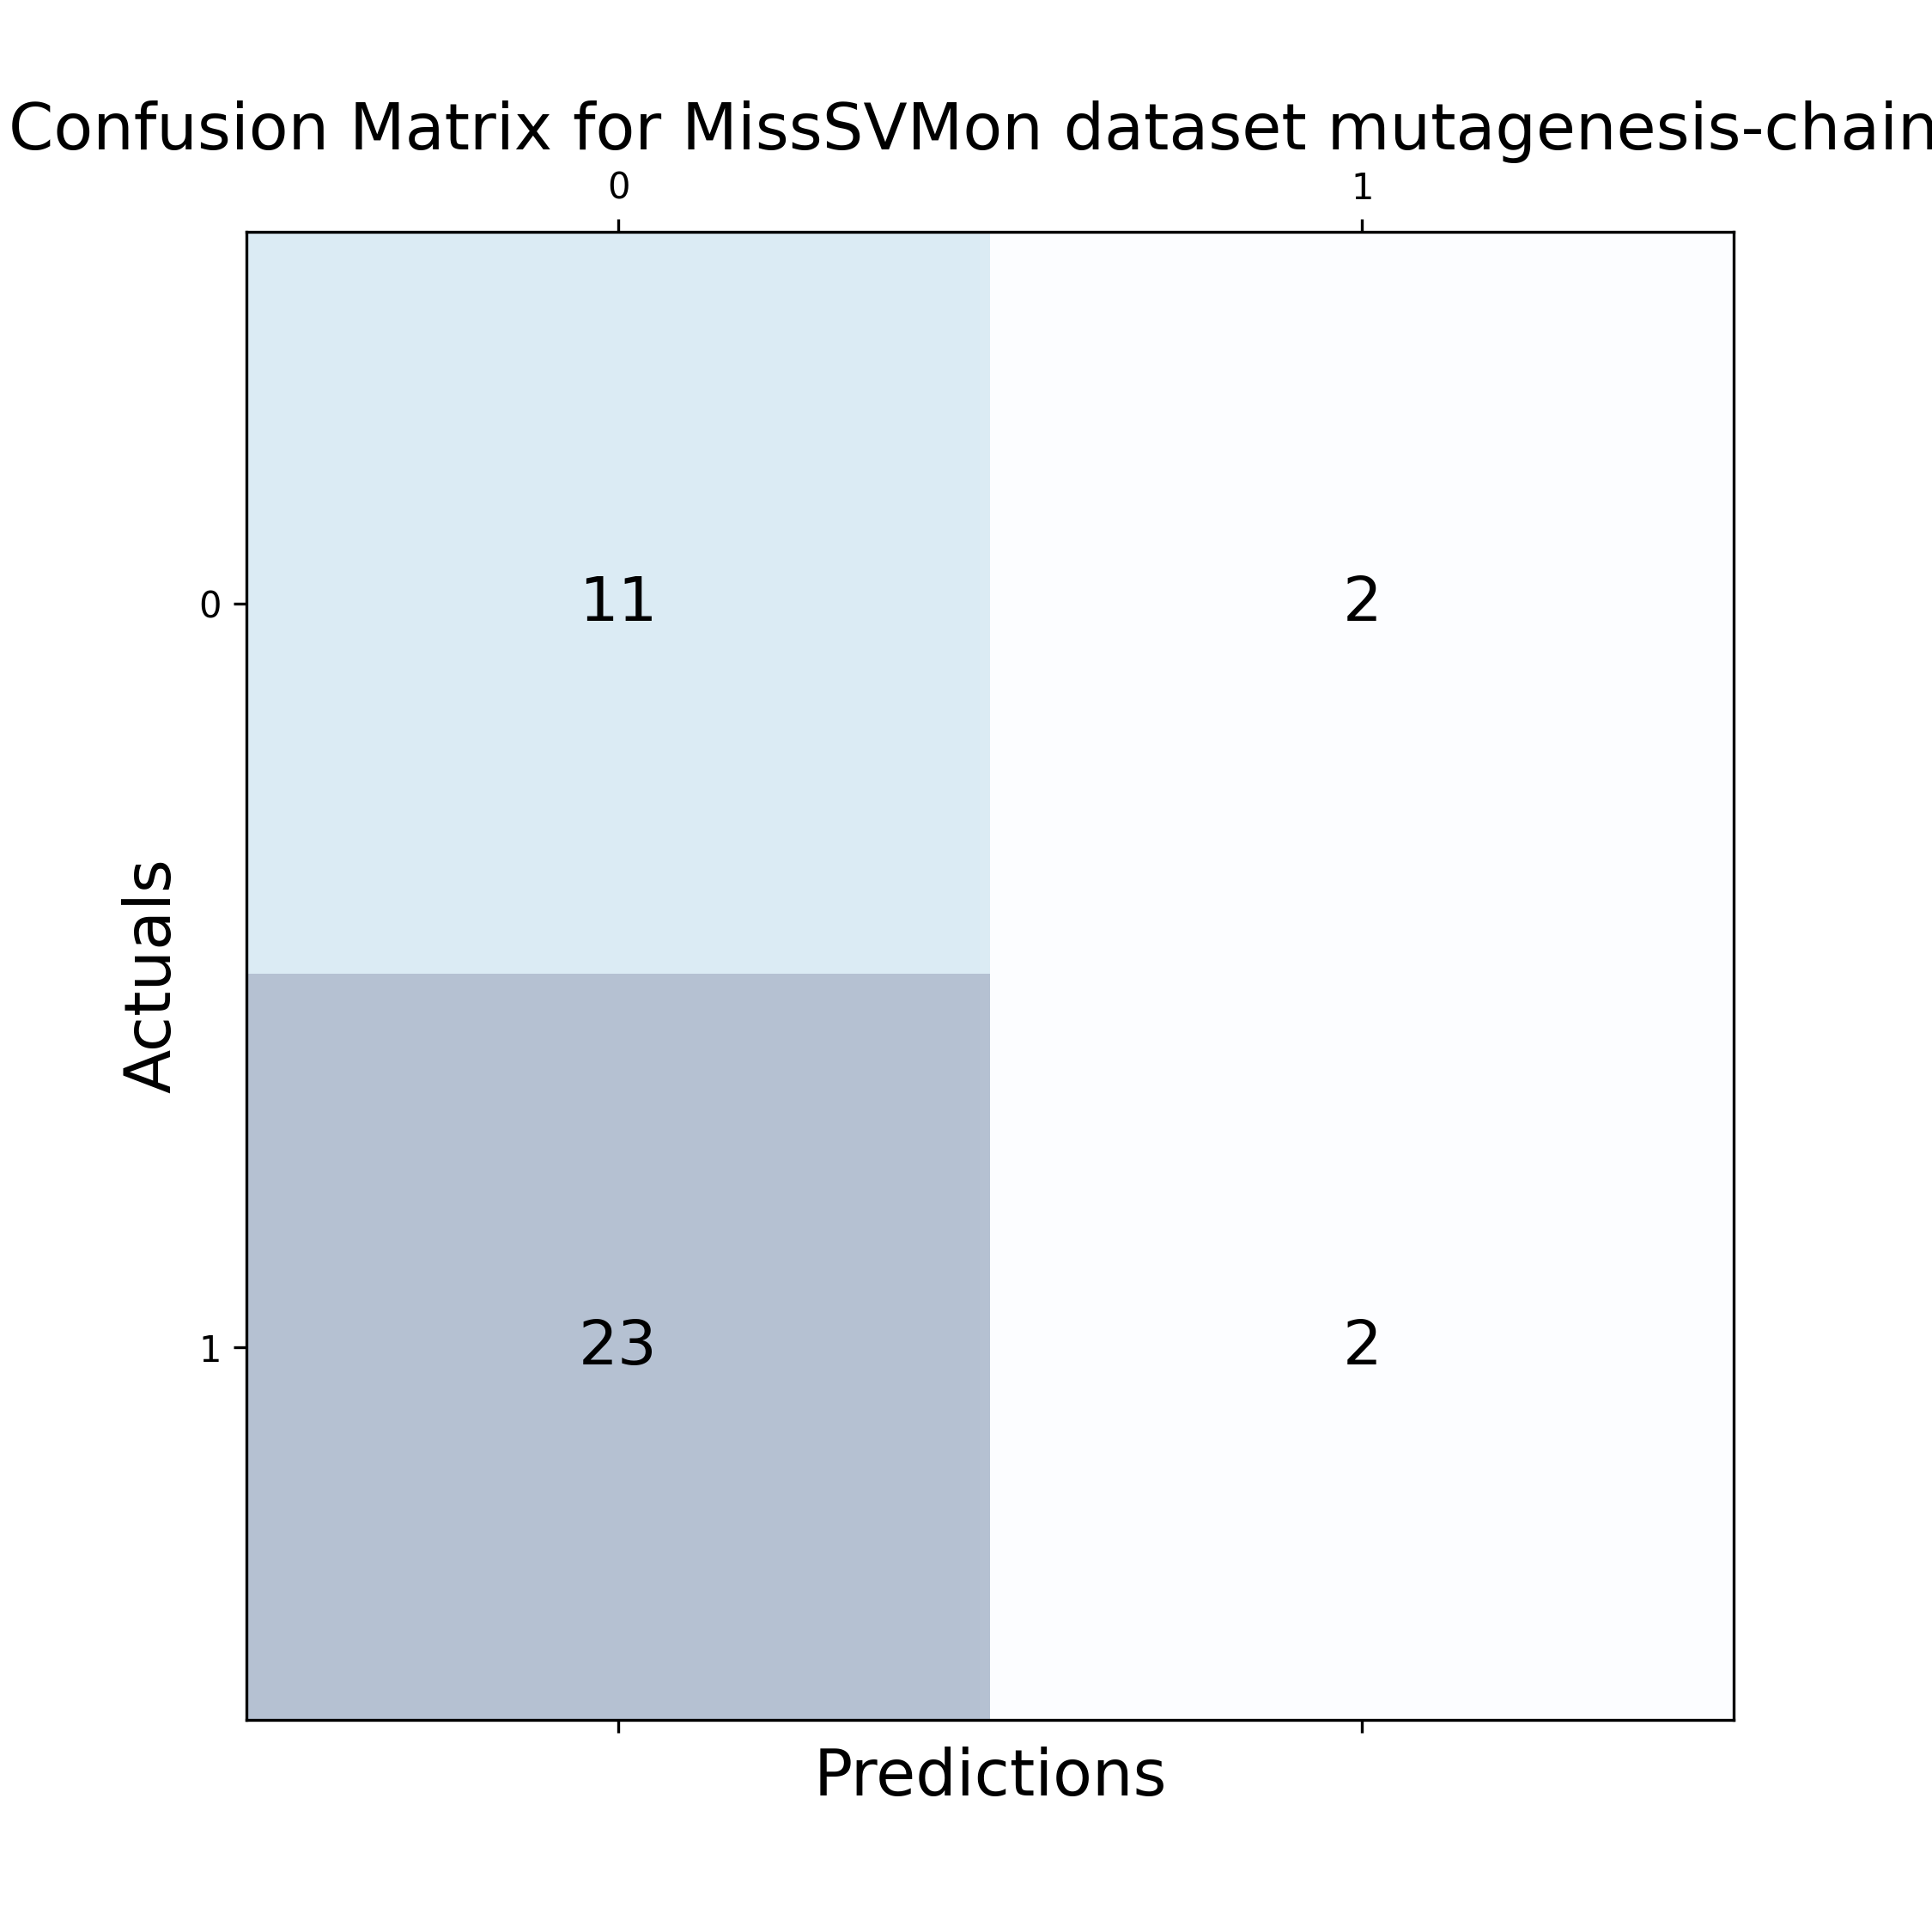 Confusion Matrix for MissSVMon dataset mutagenesis-chain
0 1
0 11 2
Actuals
1 23 2
Predictions